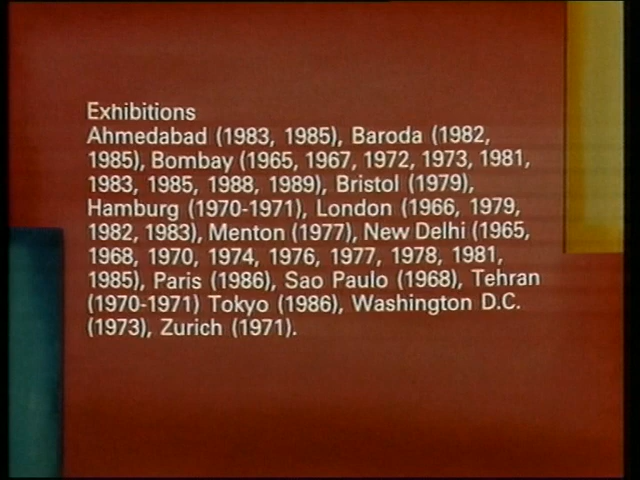 Exhibitions
Ahmedabad (1983, 1985), Baroda (1982,
1985), Bombay (1965, 1967, 1972, 1973, 1981,
1983, 1985, 1988, 1989), Bristol (1979),
Hamburg (1970-1971), London (1966, 1979,
1982, 1983), Menton (1977), New Delhi (1965,
1968, 1970, 1974, 1976, 1977, 1978, 1981,
1985), Paris (1986), Sao Paulo (1968), Tehran
(1970-1971) Tokyo (1986), Washington D.C.
(1973), Zurich (1971).